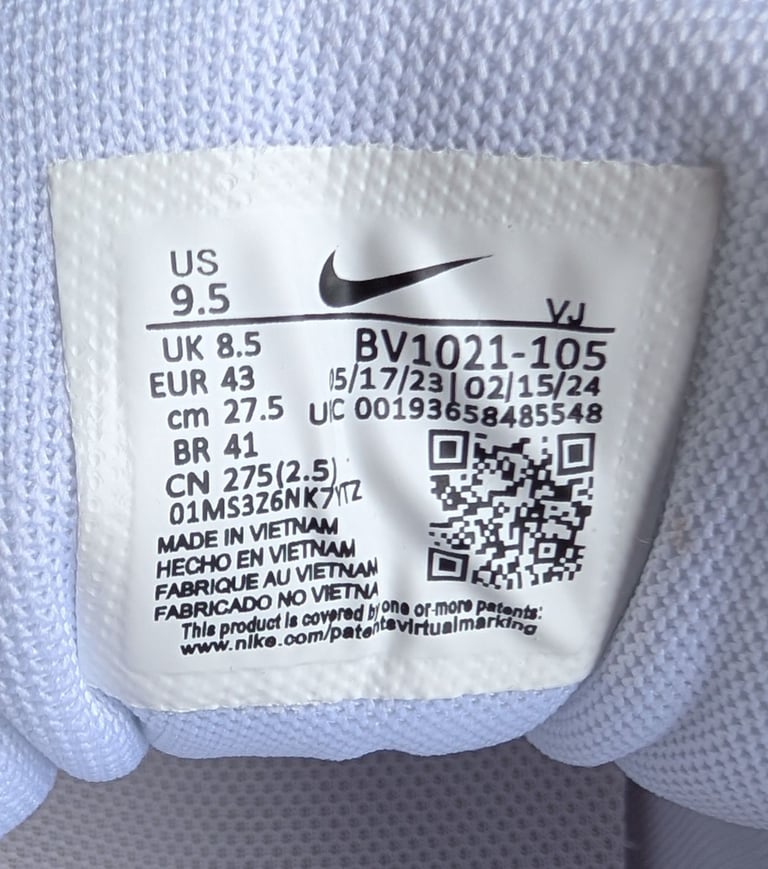 US
9.5
VJ
UK 8.5
BV1021-105
EUR 43
05/17/23 | 02/15/24
cm 27.5
00193658485548
BR 41
CN 275(2.5)
01MS3Z6NK7YTZ
MADE IN VIETNAM
HECHO EN VIETNAM
FABRIQUE AU VIETNAM
FABRICADO NO VIETNA
This product is covered by one or more patents:
www.nike.com/patentsvirtualmarking